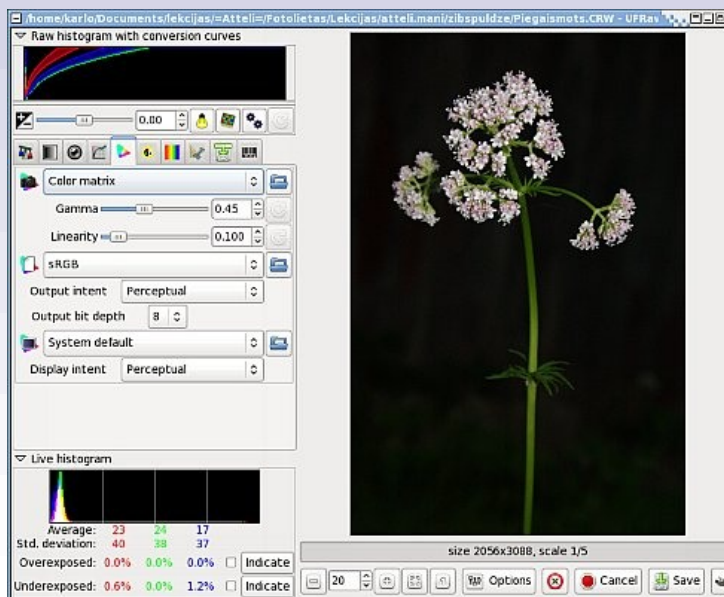 /home/karlo/Documents/lekcijas/=Atteli=/Fotolietas/Lekcijas/atteli.mani/zibspuldze/Piegaismots.CRW - UFRaw
Raw histogram with conversion curves
0.00
Color matrix
Gamma 0.45
Linearity 0.100
sRGB
Output intent Perceptual
Output bit depth 8
System default
Display intent Perceptual
Live histogram
Average: 23 24 17
Std. deviation: 40 38 37
Overexposed: 0.0% 0.0% 0.0% Indicate
Underexposed: 0.6% 0.0% 1.2% Indicate
size 2056x3088, scale 1/5
20 Options Cancel Save